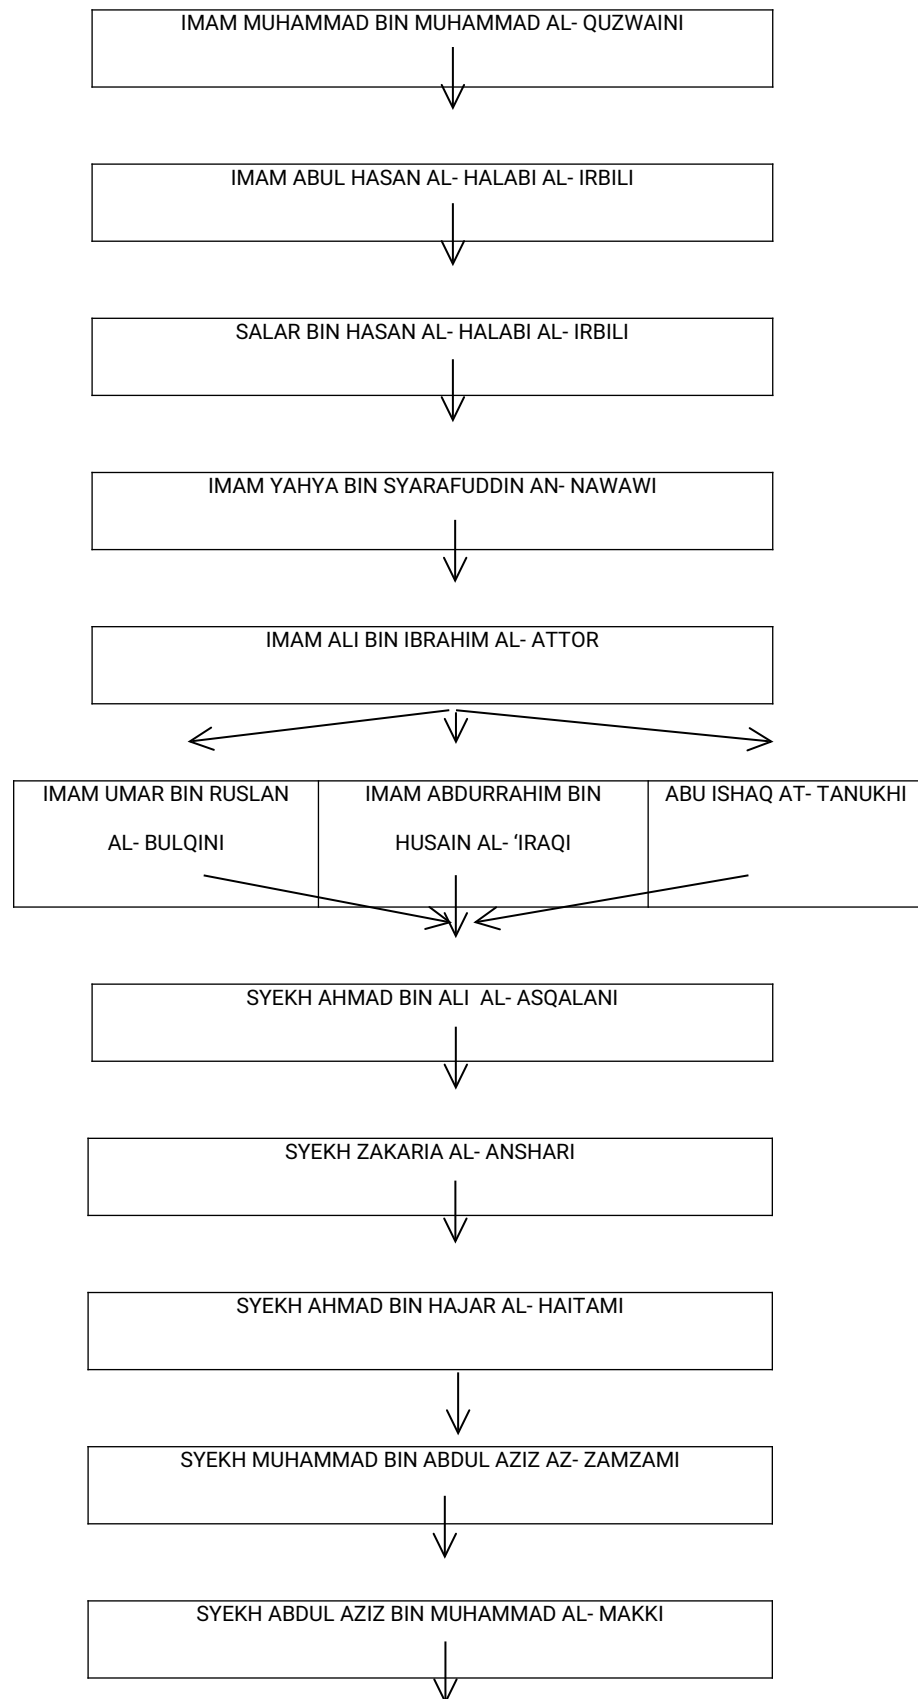 IMAM MUHAMMAD BIN MUHAMMAD AL- QUZWAINI
IMAM ABUL HASAN AL- HALABI AL- IRBILI
SALAR BIN HASAN AL- HALABI AL- IRBILI
IMAM YAHYA BIN SYARAFUDDIN AN- NAWAWI
IMAM ALI BIN IBRAHIM AL- ATTOR
IMAM UMAR BIN RUSLAN
AL- BULQINI
IMAM ABDURRAHIM BIN
HUSAIN AL- ‘IRAQI
ABU ISHAQ AT- TANUKHI
SYEKH AHMAD BIN ALI  AL- ASQALANI
SYEKH ZAKARIA AL- ANSHARI
SYEKH AHMAD BIN HAJAR AL- HAITAMI
SYEKH MUHAMMAD BIN ABDUL AZIZ AZ- ZAMZAMI
SYEKH ABDUL AZIZ BIN MUHAMMAD AL- MAKKI